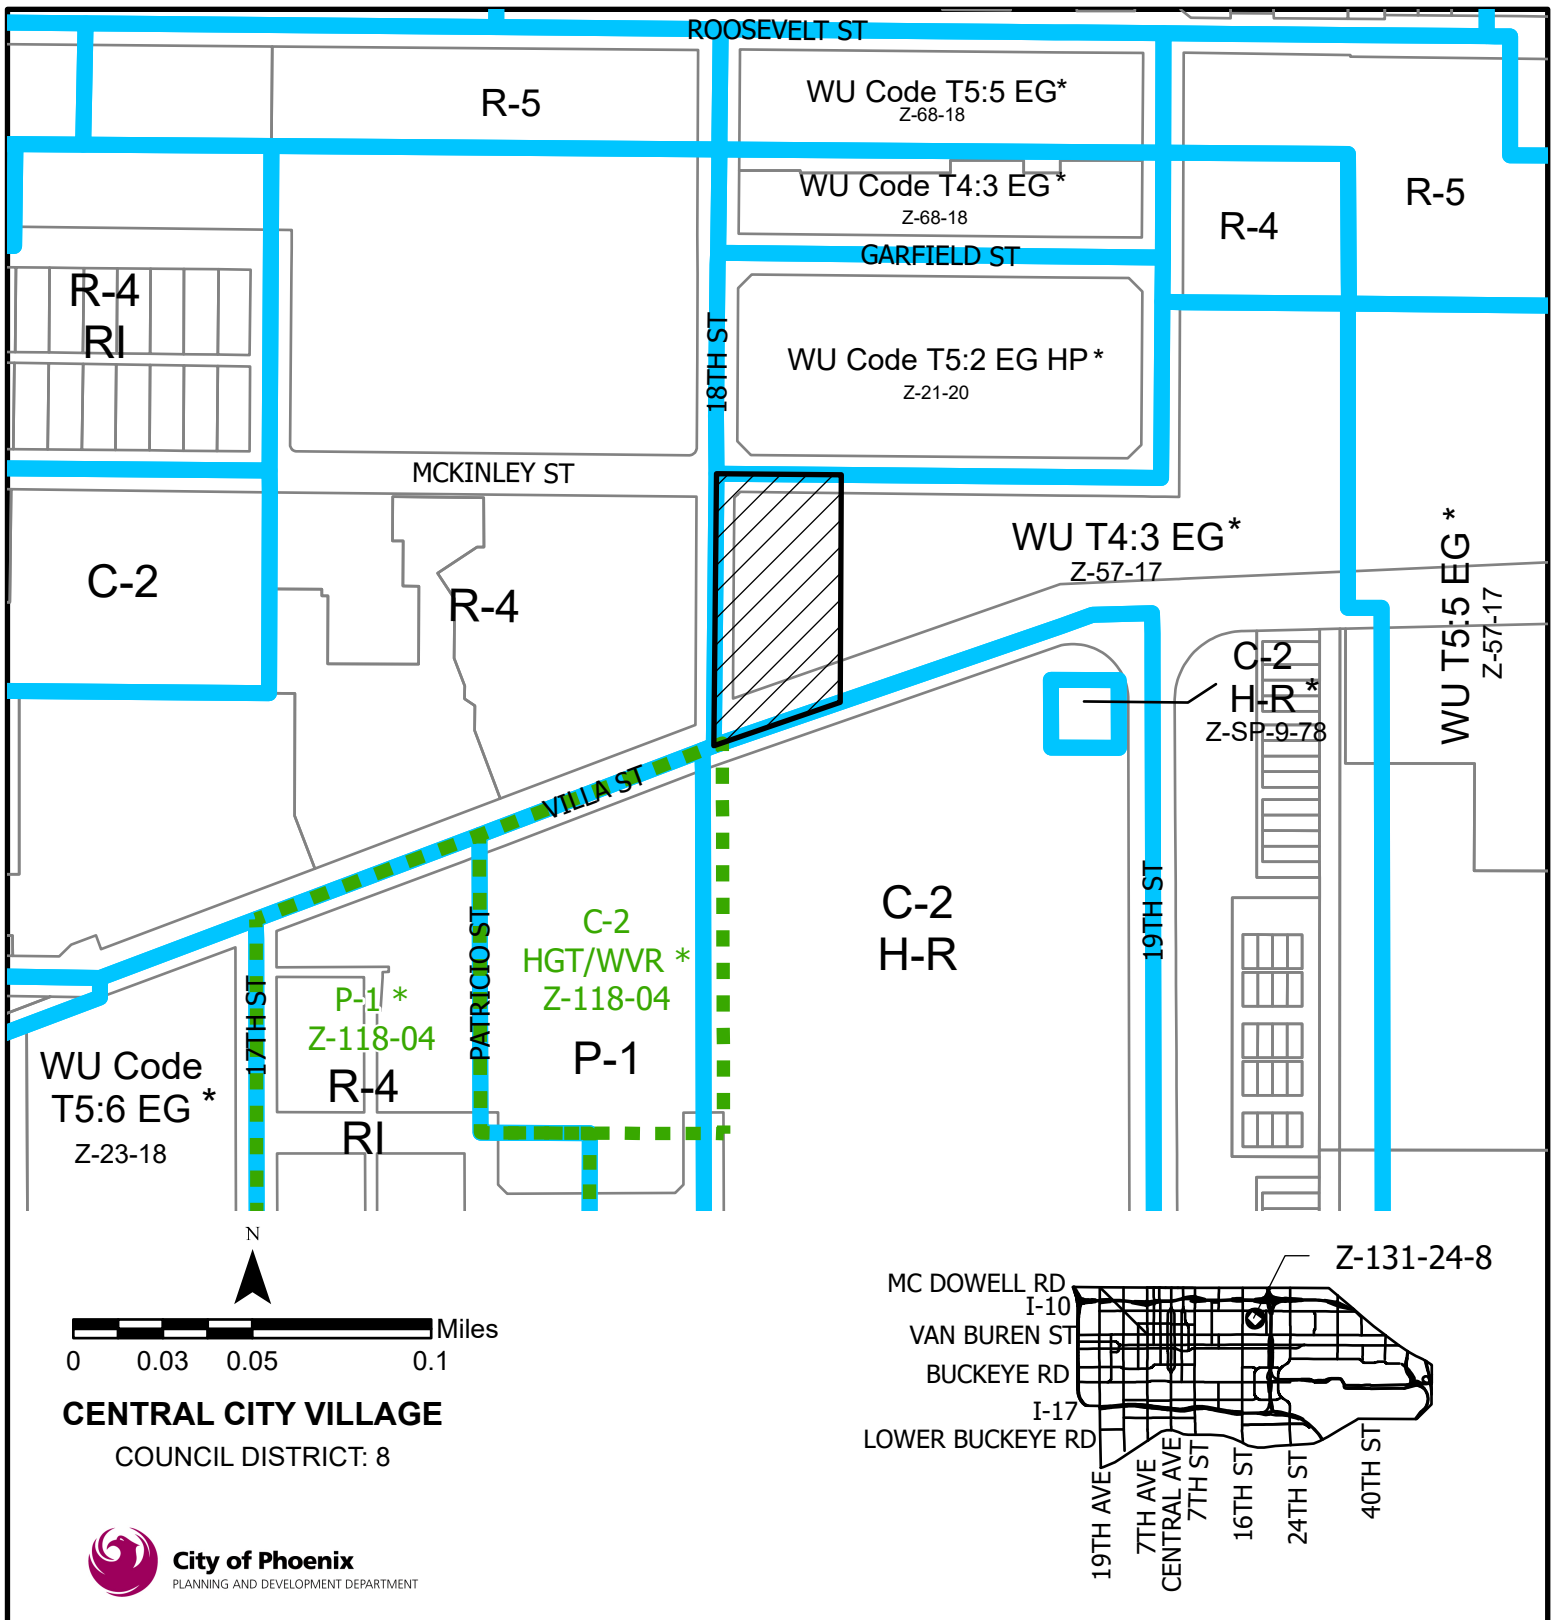 ROOSEVELT ST
R-5
WU Code T5:5 EG*
Z-68-18
WU Code T4:3 EG*
Z-68-18
R-5
R-4
GARFIELD ST
R-4
RI
18TH ST
WU Code T5:2 EG HP*
Z-21-20
MCKINLEY ST
C-2
R-4
WU T4:3 EG*
Z-57-17
WU T5:5 EG*
Z-57-17
C-2
H-R *
Z-SP-9-78
VILLA ST
C-2
HGT/WVR *
Z-118-04
P-1
C-2
H-R
19TH ST
PATRICIO ST
17TH ST
P-1 *
Z-118-04
R-4
RI
WU Code
T5:6 EG *
Z-23-18
N
Miles
0 0.03 0.05 0.1
CENTRAL CITY VILLAGE
COUNCIL DISTRICT: 8
City of Phoenix
PLANNING AND DEVELOPMENT DEPARTMENT
Z-131-24-8
MC DOWELL RD
I-10
VAN BUREN ST
BUCKEYE RD
I-17
LOWER BUCKEYE RD
19TH AVE
7TH AVE
CENTRAL AVE
7TH ST
16TH ST
24TH ST
40TH ST